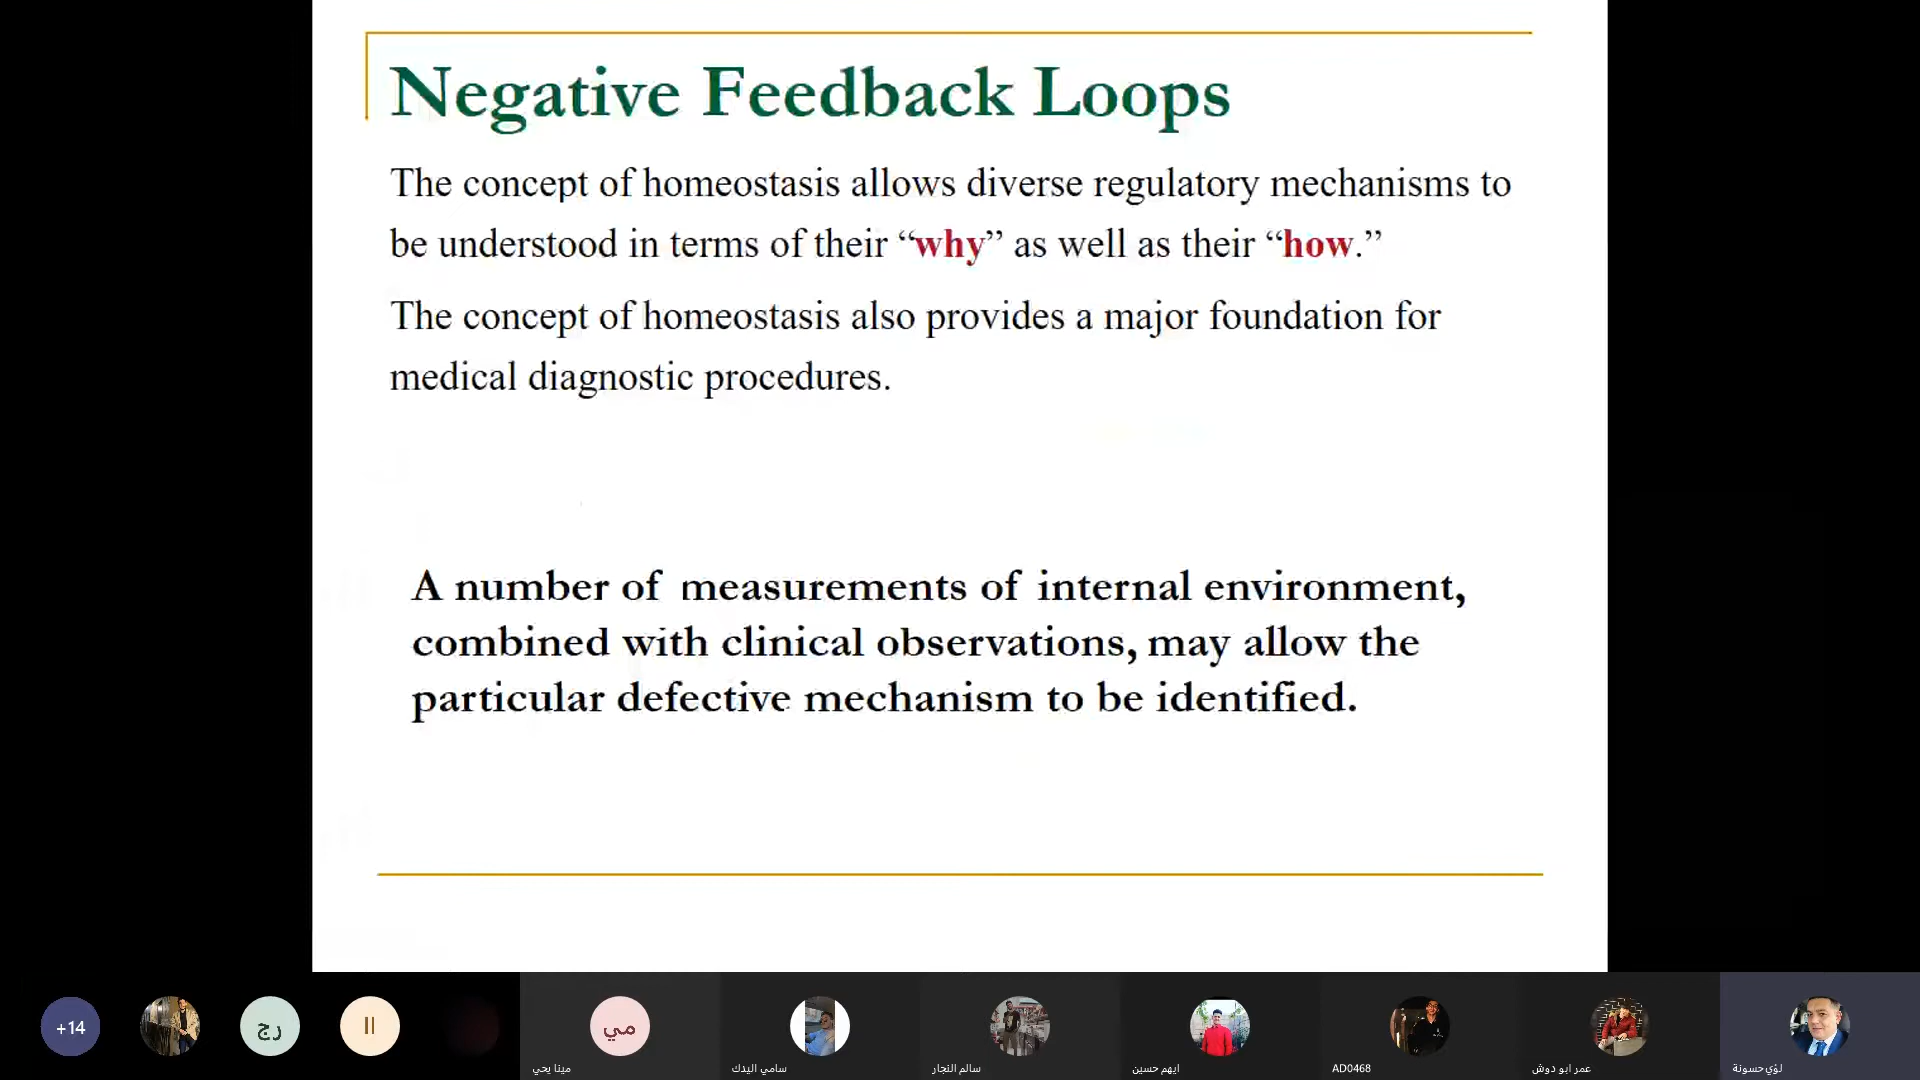 Negative Feedback Loops
The concept of homeostasis allows diverse regulatory mechanisms to
be understood in terms of their “why” as well as their “how.”
The concept of homeostasis also provides a major foundation for
medical diagnostic procedures.
A number of measurements of internal environment,
combined with clinical observations, may allow the
particular defective mechanism to be identified.
+14
رج
اا
مي
مينا يحي
سامي اليدك
سالم النجار
ايهم حسين
AD0468
عمر ابو دوش
لؤي حسونة